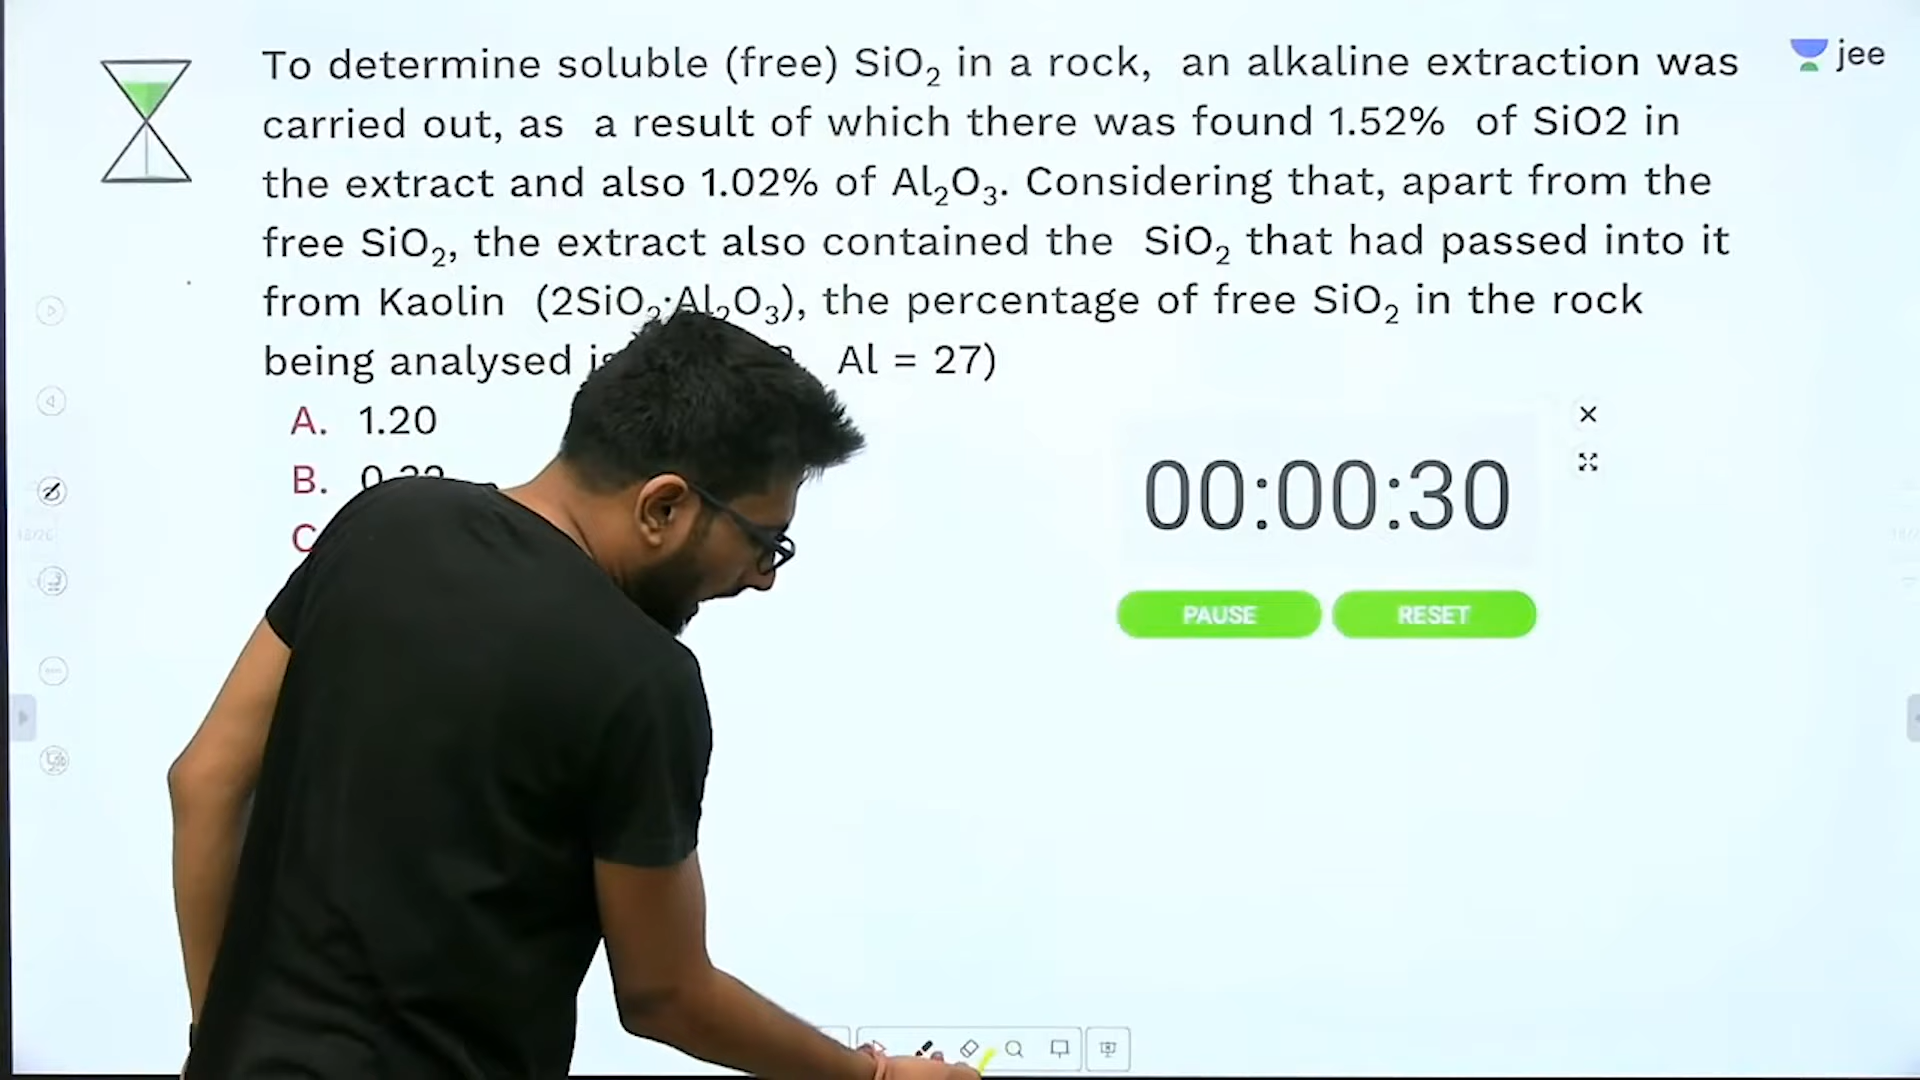 To determine soluble (free) SiO₂ in a rock, an alkaline extraction was
jee
carried out, as a result of which there was found 1.52% of SiO2 in
the extract and also 1.02% of Al₂O₃. Considering that, apart from the
free SiO₂, the extract also contained the SiO₂ that had passed into it
from Kaolin (2SiO₂·Al₂O₃), the percentage of free SiO₂ in the rock
being analysed Al = 27)
A. 1.20
B.
C
00:00:30
PAUSE RESET
18/26